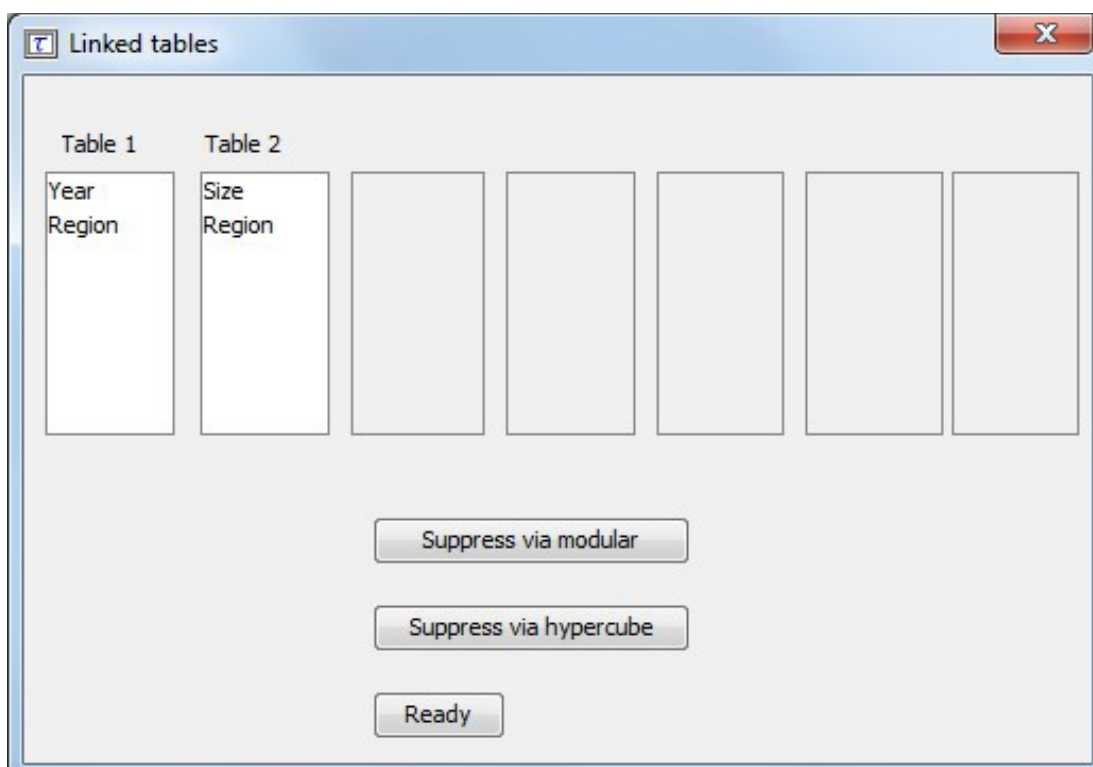 τ Linked tables
Table 1
Table 2
Year
Region
Size
Region
Suppress via modular
Suppress via hypercube
Ready